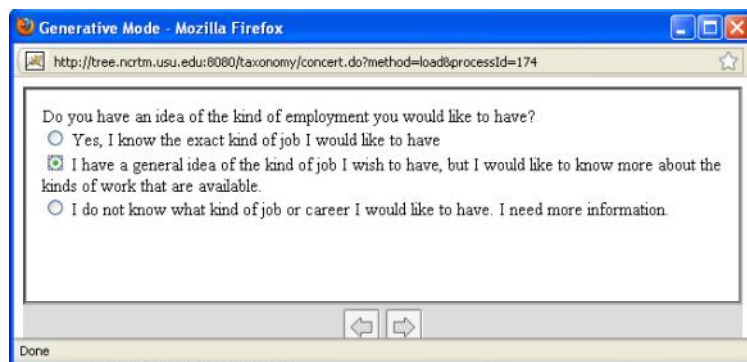 Generative Mode - Mozilla Firefox
http://tree.ncrtm.usu.edu:8080/taxonomy/concert.do?method=load&processId=174
Do you have an idea of the kind of employment you would like to have?
Yes, I know the exact kind of job I would like to have
I have a general idea of the kind of job I wish to have, but I would like to know more about the
kinds of work that are available.
I do not know what kind of job or career I would like to have. I need more information.
Done